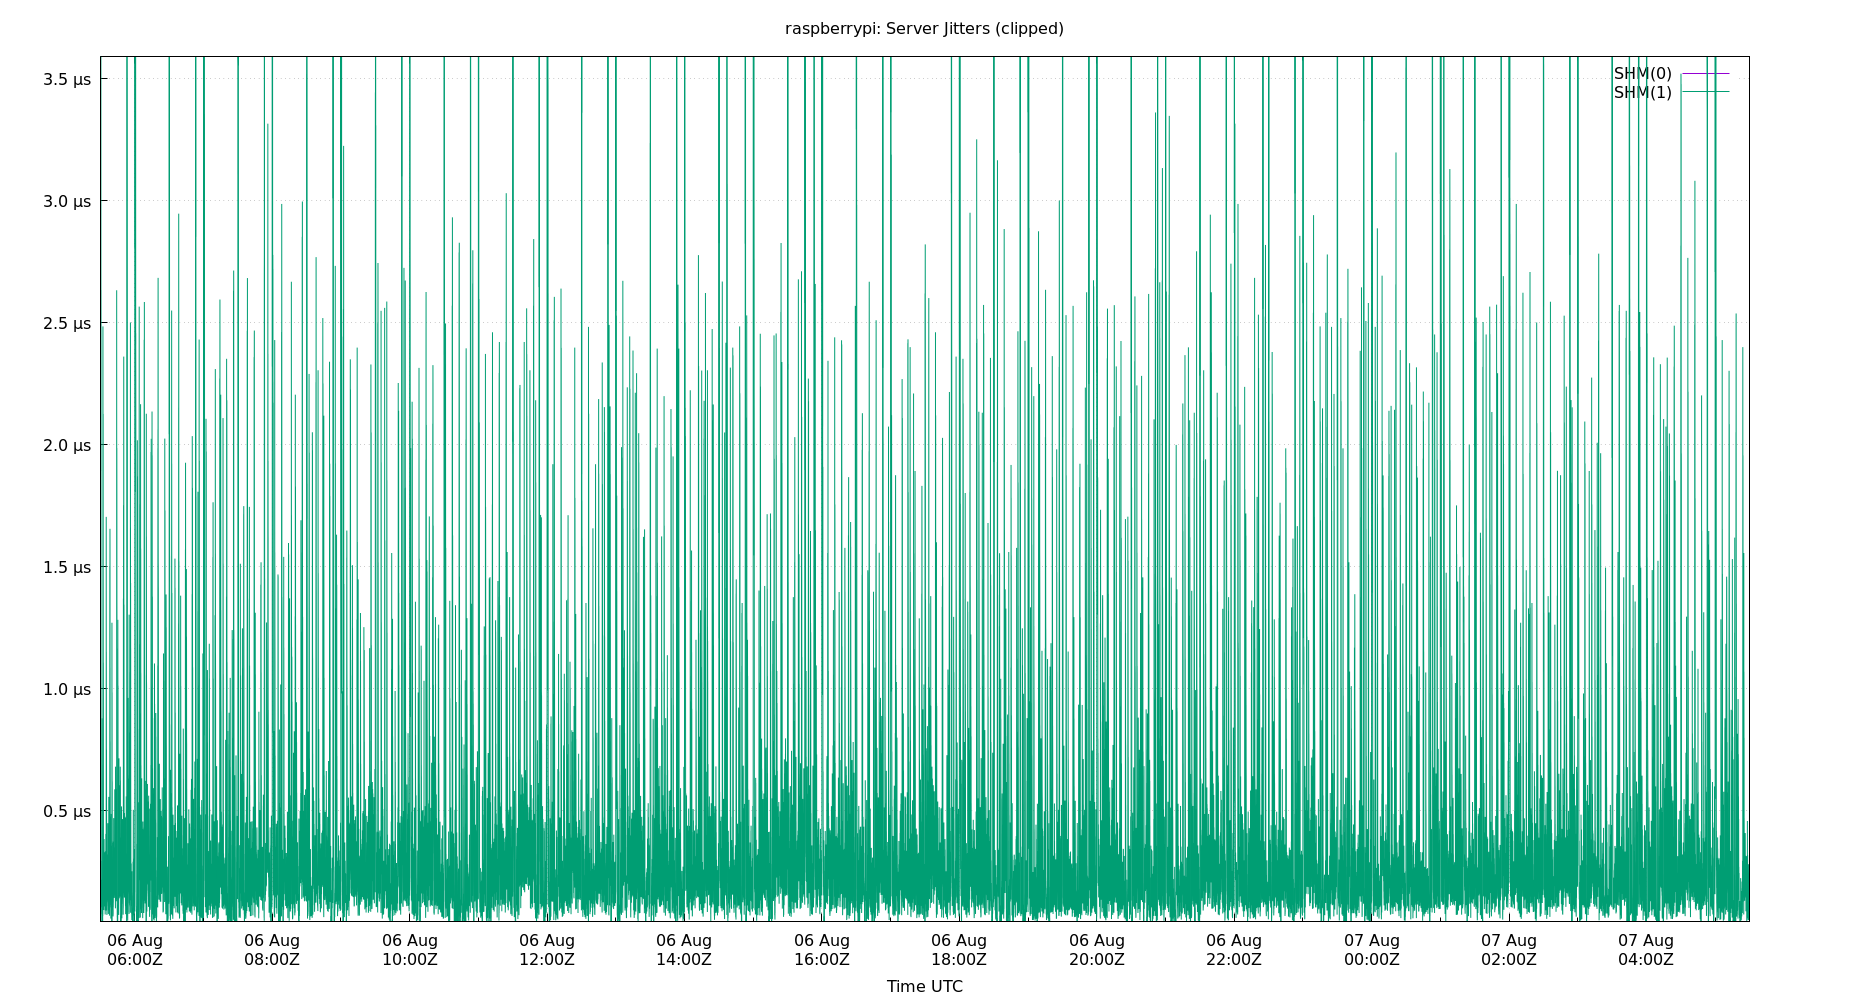 raspberrypi: Server Jitters (clipped)
3.5 µs
3.0 µs
2.5 µs
2.0 µs
1.5 µs
1.0 µs
0.5 µs
SHM(0)
SHM(1)
06 Aug 06 Aug 06 Aug 06 Aug 06 Aug 06 Aug 06 Aug 06 Aug 06 Aug 07 Aug 07 Aug 07 Aug
06:00Z 08:00Z 10:00Z 12:00Z 14:00Z 16:00Z 18:00Z 20:00Z 22:00Z 00:00Z 02:00Z 04:00Z
Time UTC